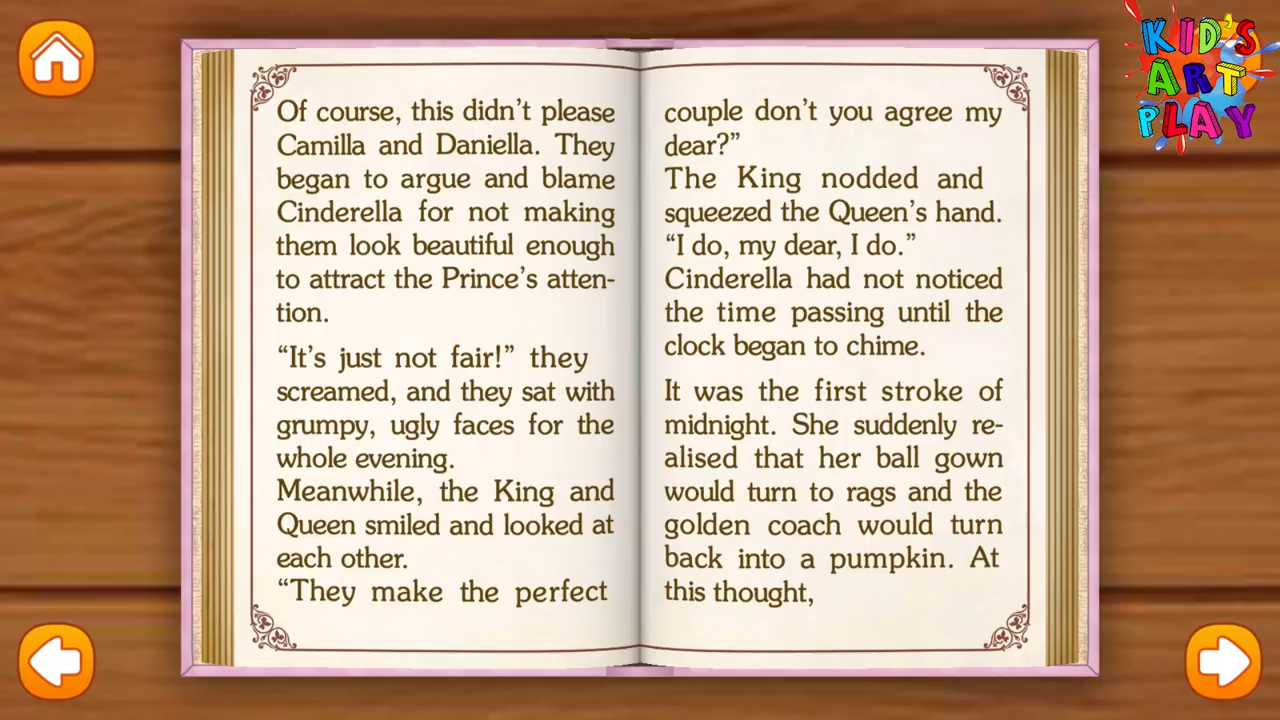 Of course, this didn’t please
Camilla and Daniella. They
began to argue and blame
Cinderella for not making
them look beautiful enough
to attract the Prince’s atten-
tion.
“It’s just not fair!” they
screamed, and they sat with
grumpy, ugly faces for the
whole evening.
Meanwhile, the King and
Queen smiled and looked at
each other.
“They make the perfect
couple don’t you agree my
dear?”
The King nodded and
squeezed the Queen’s hand.
“I do, my dear, I do.”
Cinderella had not noticed
the time passing until the
clock began to chime.
It was the first stroke of
midnight. She suddenly re-
alised that her ball gown
would turn to rags and the
golden coach would turn
back into a pumpkin. At
this thought,
KID'S
ART
PLAY